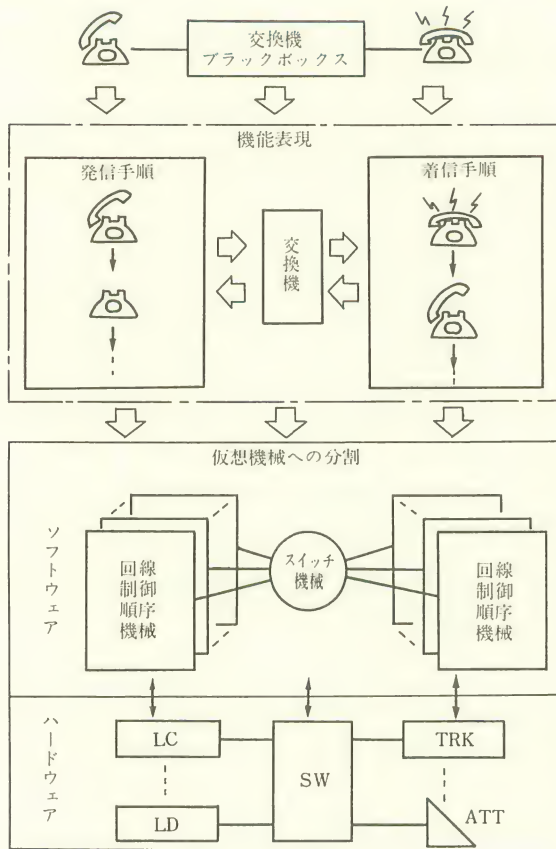 交換機
ブラックボックス
機能表現
発信手順
着信手順
交換機
仮想機械への分割
ソフトウェア
回線
制御
順序
機械
スイッチ
機械
回線
制御
順序
機械
ハードウェア
LC
SW
TRK
LD
ATT